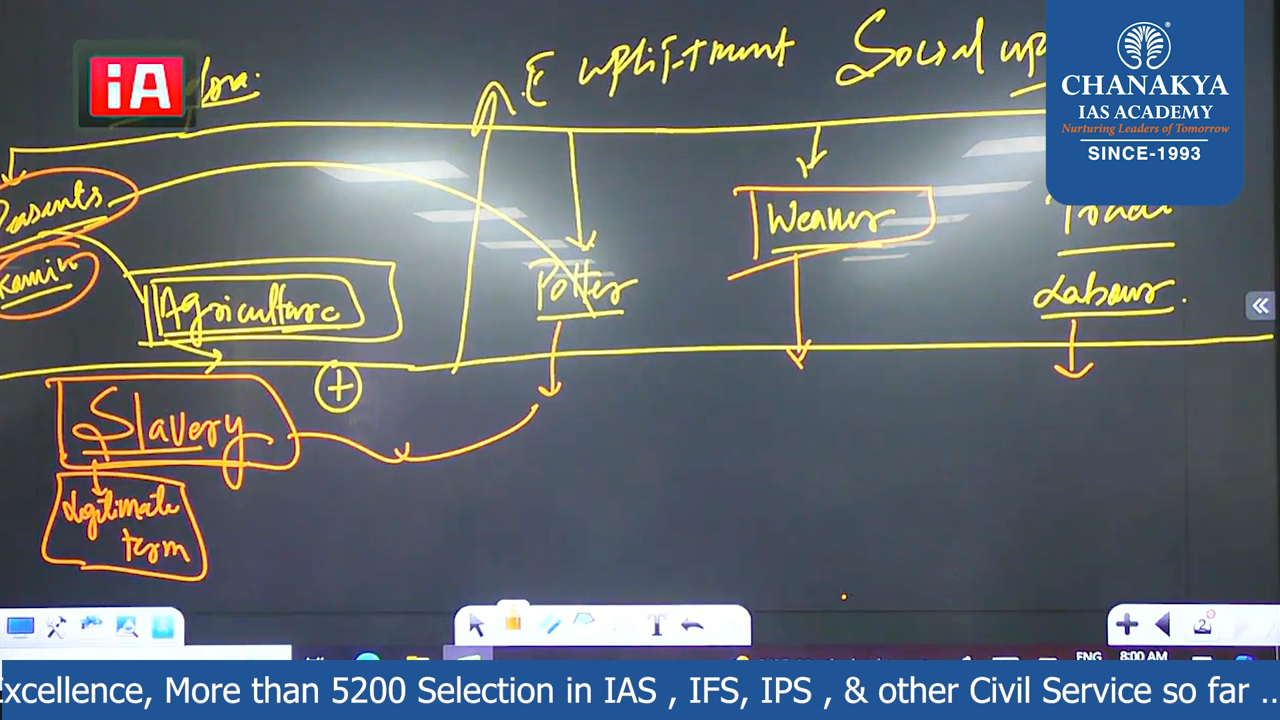 iA
E upliftment Social up
CHANAKYA
IAS ACADEMY
Nurturing Leaders of Tomorrow
SINCE-1993
Peasants
Weaver
Kamin
Agriculture
Potter
Labour.
+
Slavery
Legitimate
term
T
2
ENG 8:00 AM
Excellence, More than 5200 Selection in IAS , IFS, IPS , & other Civil Service so far ..